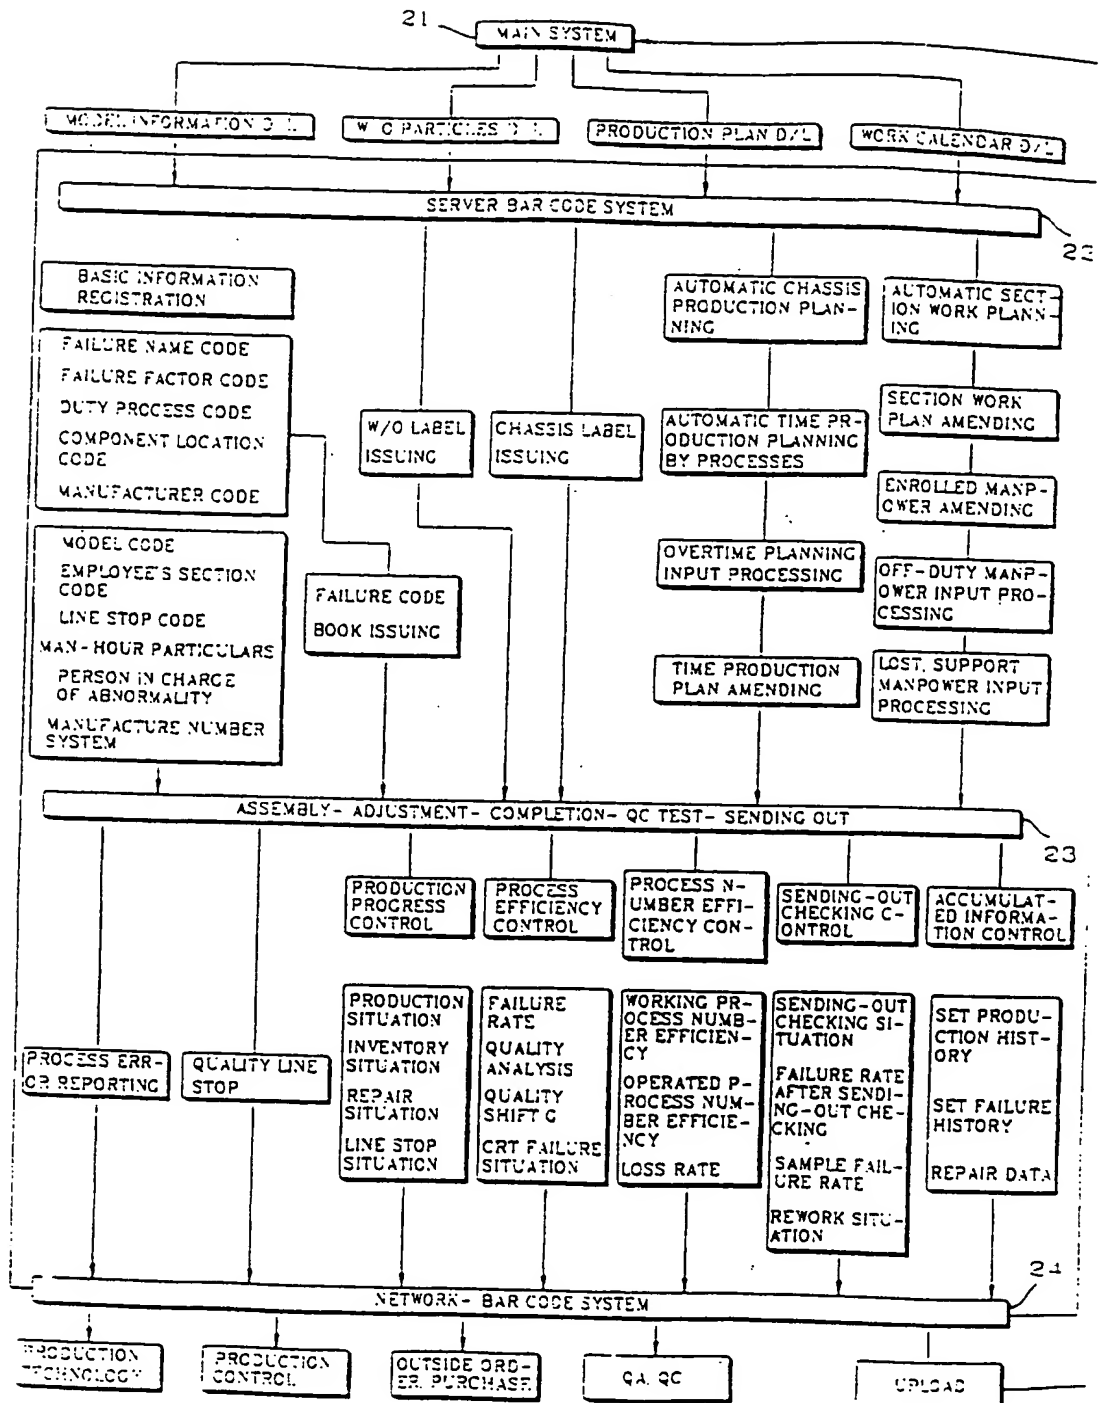 21
MAIN SYSTEM
MODEL INFORMATION D/L
W/O PARTICLES D/L
PRODUCTION PLAN D/L
WORK CALENDAR D/L
SERVER BAR CODE SYSTEM
22
BASIC INFORMATION
REGISTRATION
FAILURE NAME CODE
FAILURE FACTOR CODE
DUTY PROCESS CODE
COMPONENT LOCATION
CODE
MANUFACTURER CODE
MODEL CODE
EMPLOYEE'S SECTION
CODE
LINE STOP CODE
MAN-HOUR PARTICULARS
PERSON IN CHARGE
OF ABNORMALITY
MANUFACTURE NUMBER
SYSTEM
FAILURE CODE
BOOK ISSUING
W/O LABEL
ISSUING
CHASSIS LABEL
ISSUING
AUTOMATIC CHASSIS
PRODUCTION PLAN-
NING
AUTOMATIC TIME PR-
ODUCTION PLANNING
BY PROCESSES
OVERTIME PLANNING
INPUT PROCESSING
TIME PRODUCTION
PLAN AMENDING
AUTOMATIC SECT-
ION WORK PLANN-
ING
SECTION WORK
PLAN AMENDING
ENROLLED MANP-
OWER AMENDING
OFF-DUTY MANP-
OWER INPUT PRO-
CESSING
LOST, SUPPORT
MANPOWER INPUT
PROCESSING
ASSEMBLY- ADJUSTMENT- COMPLETION- QC TEST- SENDING OUT
23
PROCESS ERR-
OR REPORTING
QUALITY LINE
STOP
PRODUCTION
PROGRESS
CONTROL
PROCESS
EFFICIENCY
CONTROL
PROCESS N-
UMBER EFFI-
CIENCY CON-
TROL
SENDING-OUT
CHECKING C-
ONTROL
ACCUMULAT-
ED INFORMA-
TION CONTROL
PRODUCTION
SITUATION
INVENTORY
SITUATION
REPAIR
SITUATION
LINE STOP
SITUATION
FAILURE
RATE
QUALITY
ANALYSIS
QUALITY
SHIFT G
CRT FAILURE
SITUATION
WORKING PR-
OCESS NUMB-
ER EFFICIEN-
CY
OPERATED P-
ROCESS NUM-
BER EFFICIE-
NCY
LOSS RATE
SENDING-OUT
CHECKING SI-
TUATION
FAILURE RATE
AFTER SENDI-
NG-OUT CHE-
CKING
SAMPLE FAIL-
URE RATE
REWORK SITU-
ATION
SET PRODU-
CTION HIST-
ORY
SET FAILURE
HISTORY
REPAIR DATA
24
NETWORK- BAR CODE SYSTEM
PRODUCTION
TECHNOLOGY
PRODUCTION
CONTROL
OUTSIDE ORD-
ER, PURCHASE
QA, QC
UPLOAD